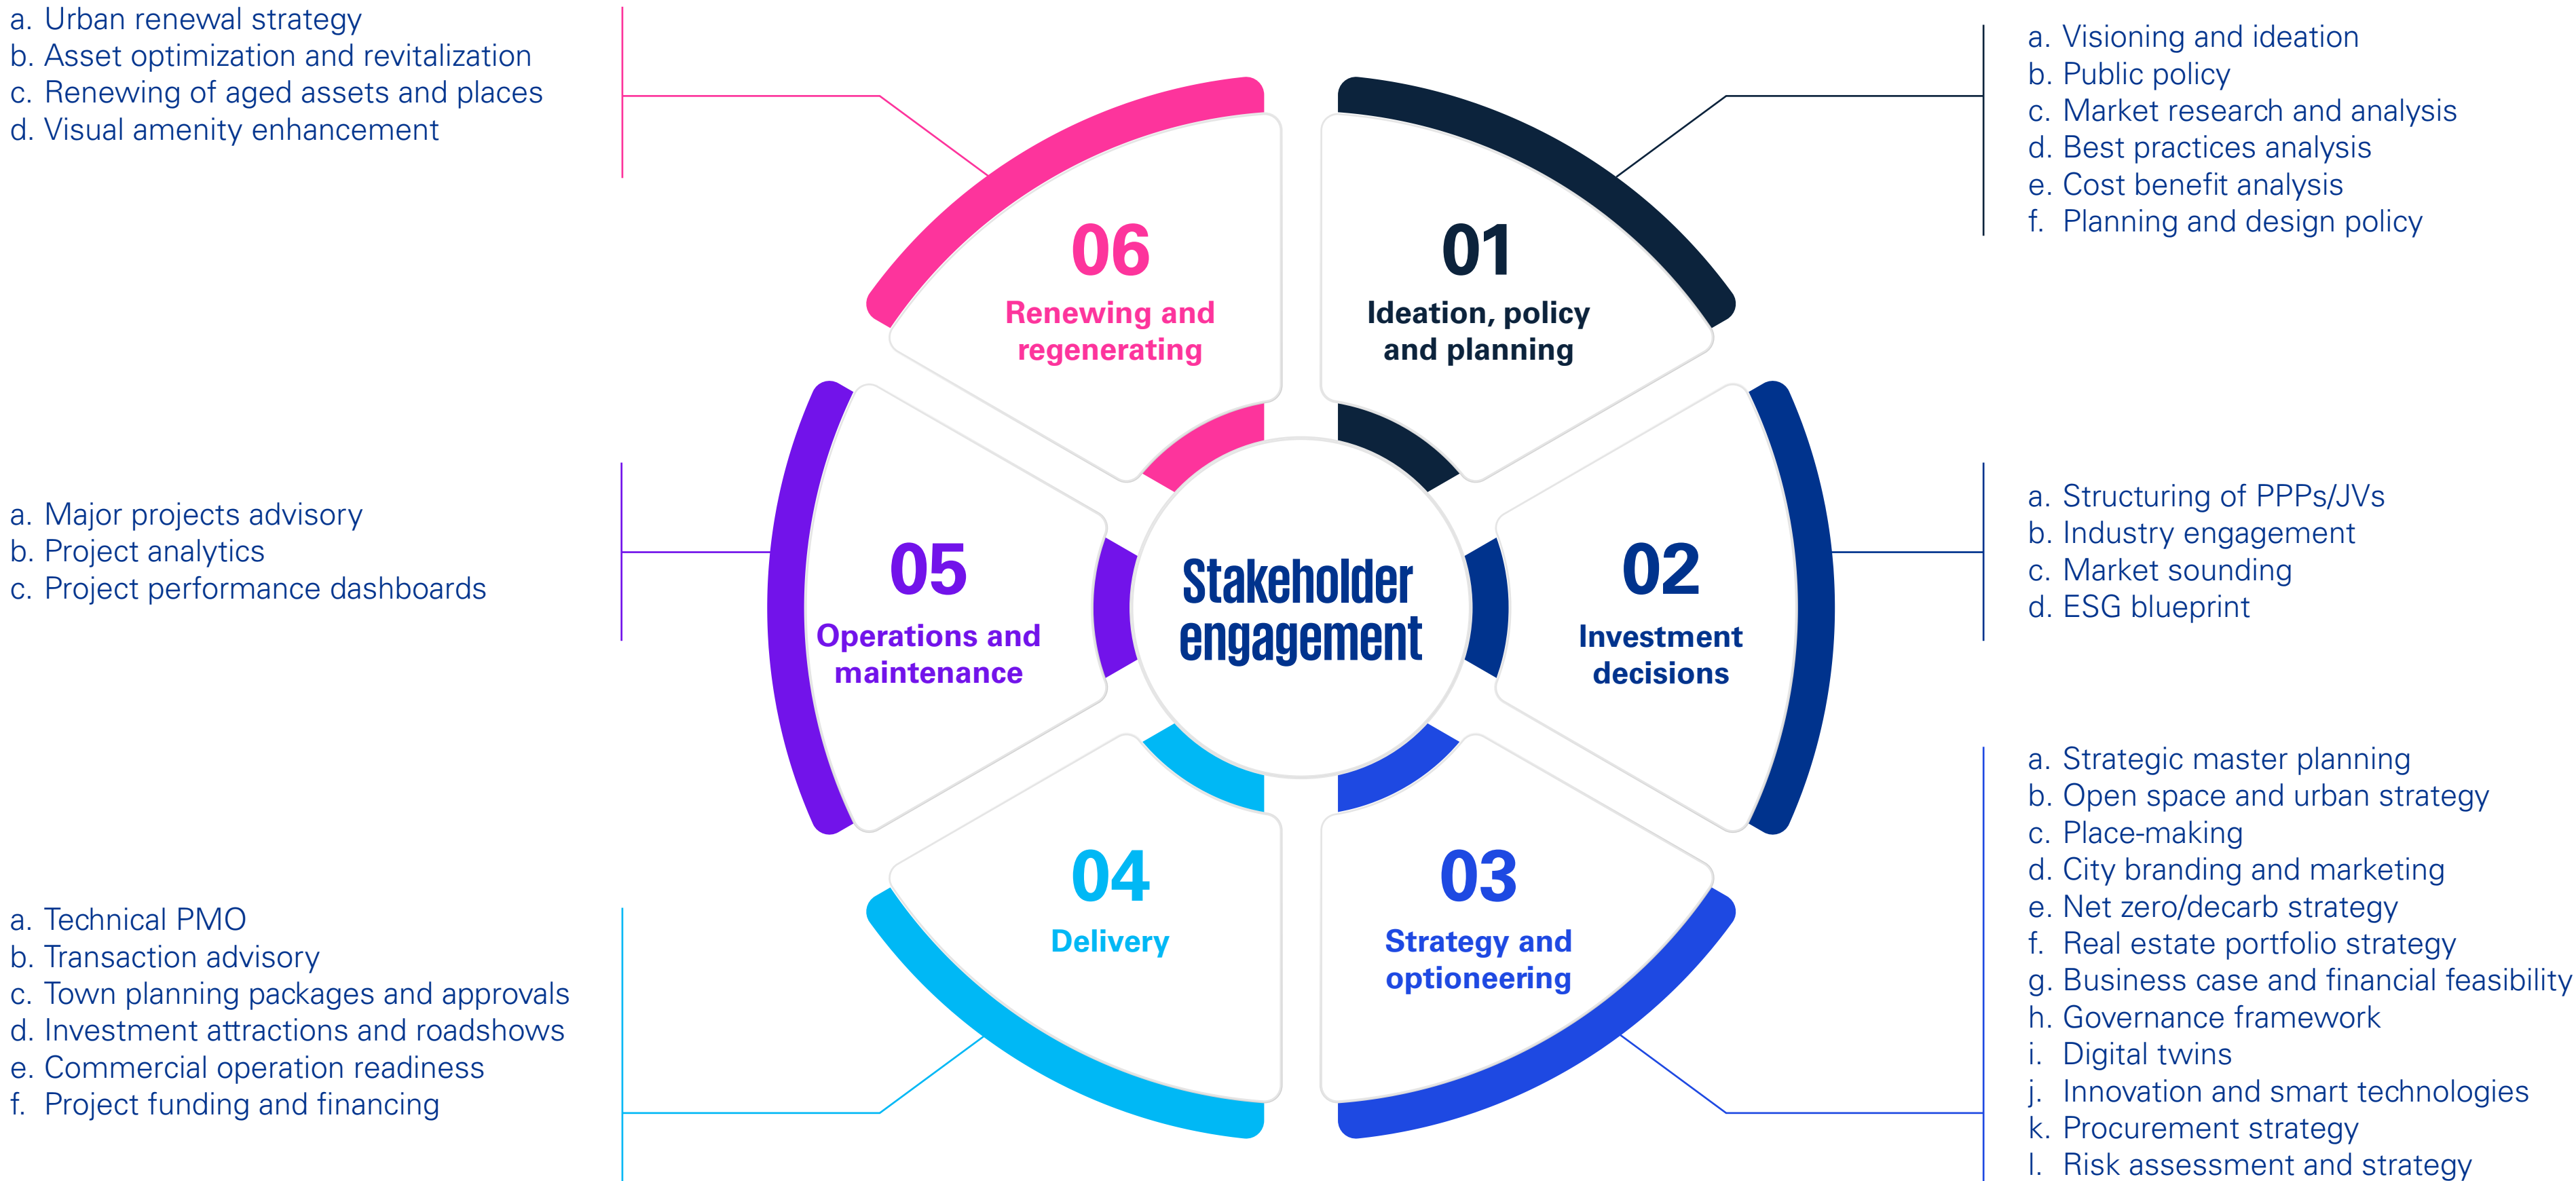 Stakeholder
engagement
01
Ideation, policy
and planning
a. Visioning and ideation
b. Public policy
c. Market research and analysis
d. Best practices analysis
e. Cost benefit analysis
f. Planning and design policy
02
Investment
decisions
a. Structuring of PPPs/JVs
b. Industry engagement
c. Market sounding
d. ESG blueprint
03
Strategy and
optioneering
a. Strategic master planning
b. Open space and urban strategy
c. Place-making
d. City branding and marketing
e. Net zero/decarb strategy
f. Real estate portfolio strategy
g. Business case and financial feasibility
h. Governance framework
i. Digital twins
j. Innovation and smart technologies
k. Procurement strategy
l. Risk assessment and strategy
04
Delivery
a. Technical PMO
b. Transaction advisory
c. Town planning packages and approvals
d. Investment attractions and roadshows
e. Commercial operation readiness
f. Project funding and financing
05
Operations and
maintenance
a. Major projects advisory
b. Project analytics
c. Project performance dashboards
06
Renewing and
regenerating
a. Urban renewal strategy
b. Asset optimization and revitalization
c. Renewing of aged assets and places
d. Visual amenity enhancement